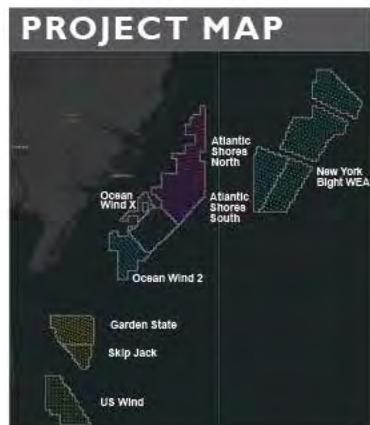 PROJECT MAP
Atlantic
Shores
North
New York
Bight WEA
Ocean
Wind X
Atlantic
Shores
South
Ocean Wind 2
Garden State
Skip Jack
US Wind